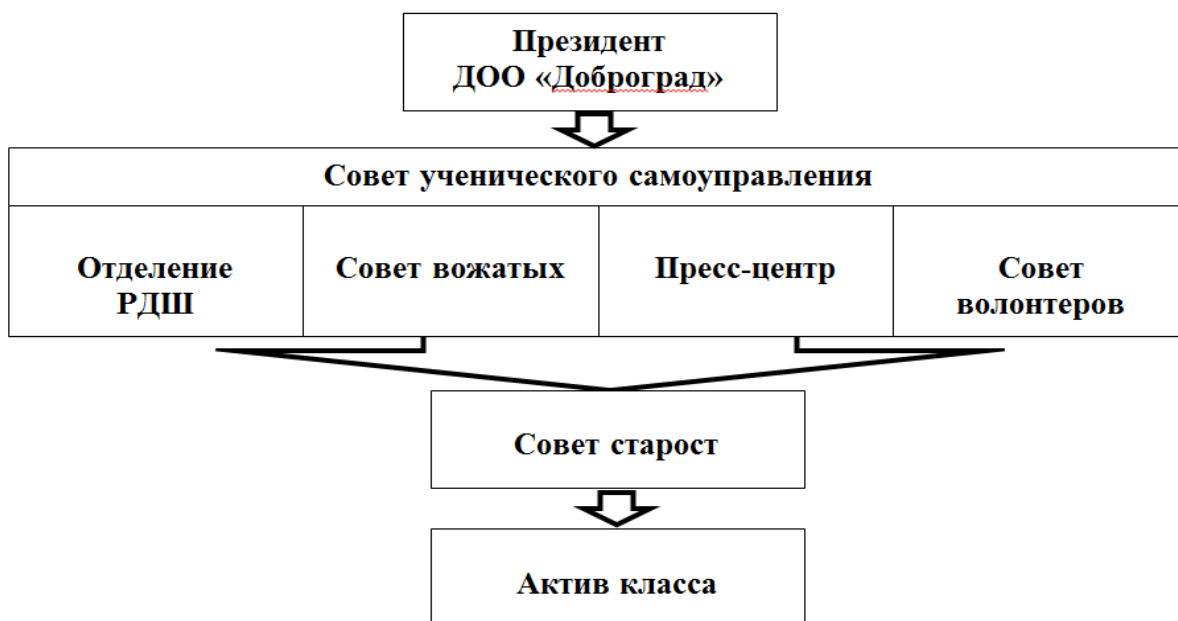 Президент
ДОО «Доброград»
Совет ученического самоуправления
Отделение
РДШ
Совет вожатых
Пресс-центр
Совет
волонтеров
Совет старост
Актив класса